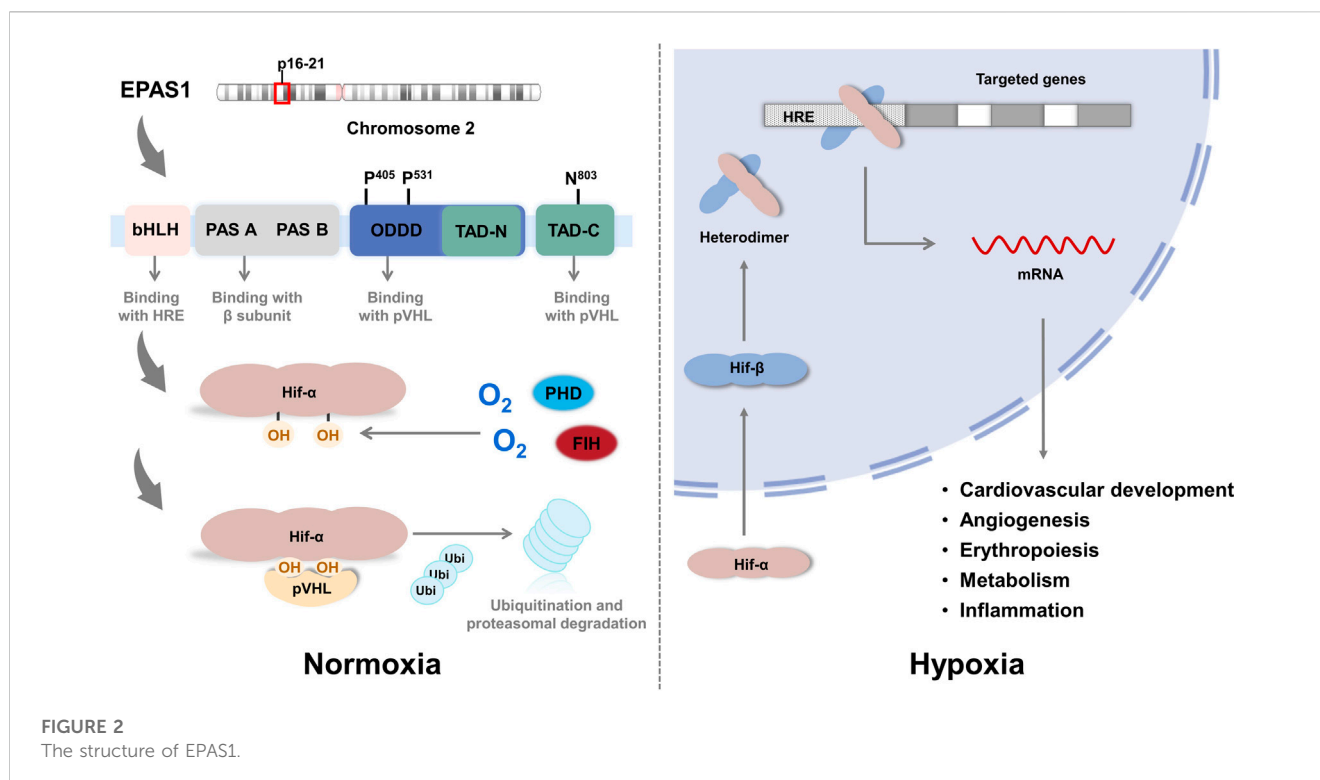 p16-21
EPAS1
Chromosome 2
P405 P531 N803
bHLH PAS A PAS B ODDD TAD-N TAD-C
Binding with HRE
Binding with β subunit
Binding with pVHL
Binding with pVHL
Hif-α
OH OH
O2 PHD
O2 FIH
Hif-α
OH OH
pVHL
Ubi
Ubi
Ubi
Ubiquitination and
proteasomal degradation
Normoxia
Targeted genes
HRE
Heterodimer
mRNA
Hif-β
Hif-α
• Cardiovascular development
• Angiogenesis
• Erythropoiesis
• Metabolism
• Inflammation
Hypoxia
FIGURE 2
The structure of EPAS1.